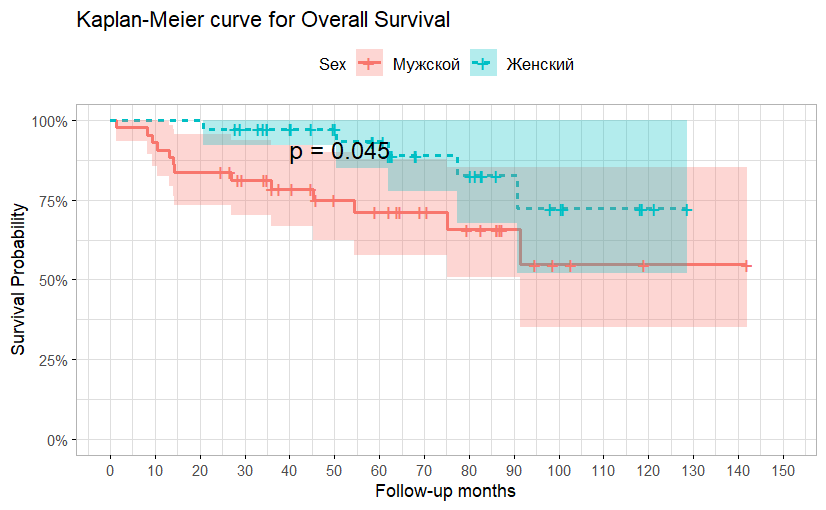 Kaplan-Meier curve for Overall Survival
Sex Мужской Женский
100%
75%
50%
25%
0%
p = 0.045
Survival Probability
0 10 20 30 40 50 60 70 80 90 100 110 120 130 140 150
Follow-up months